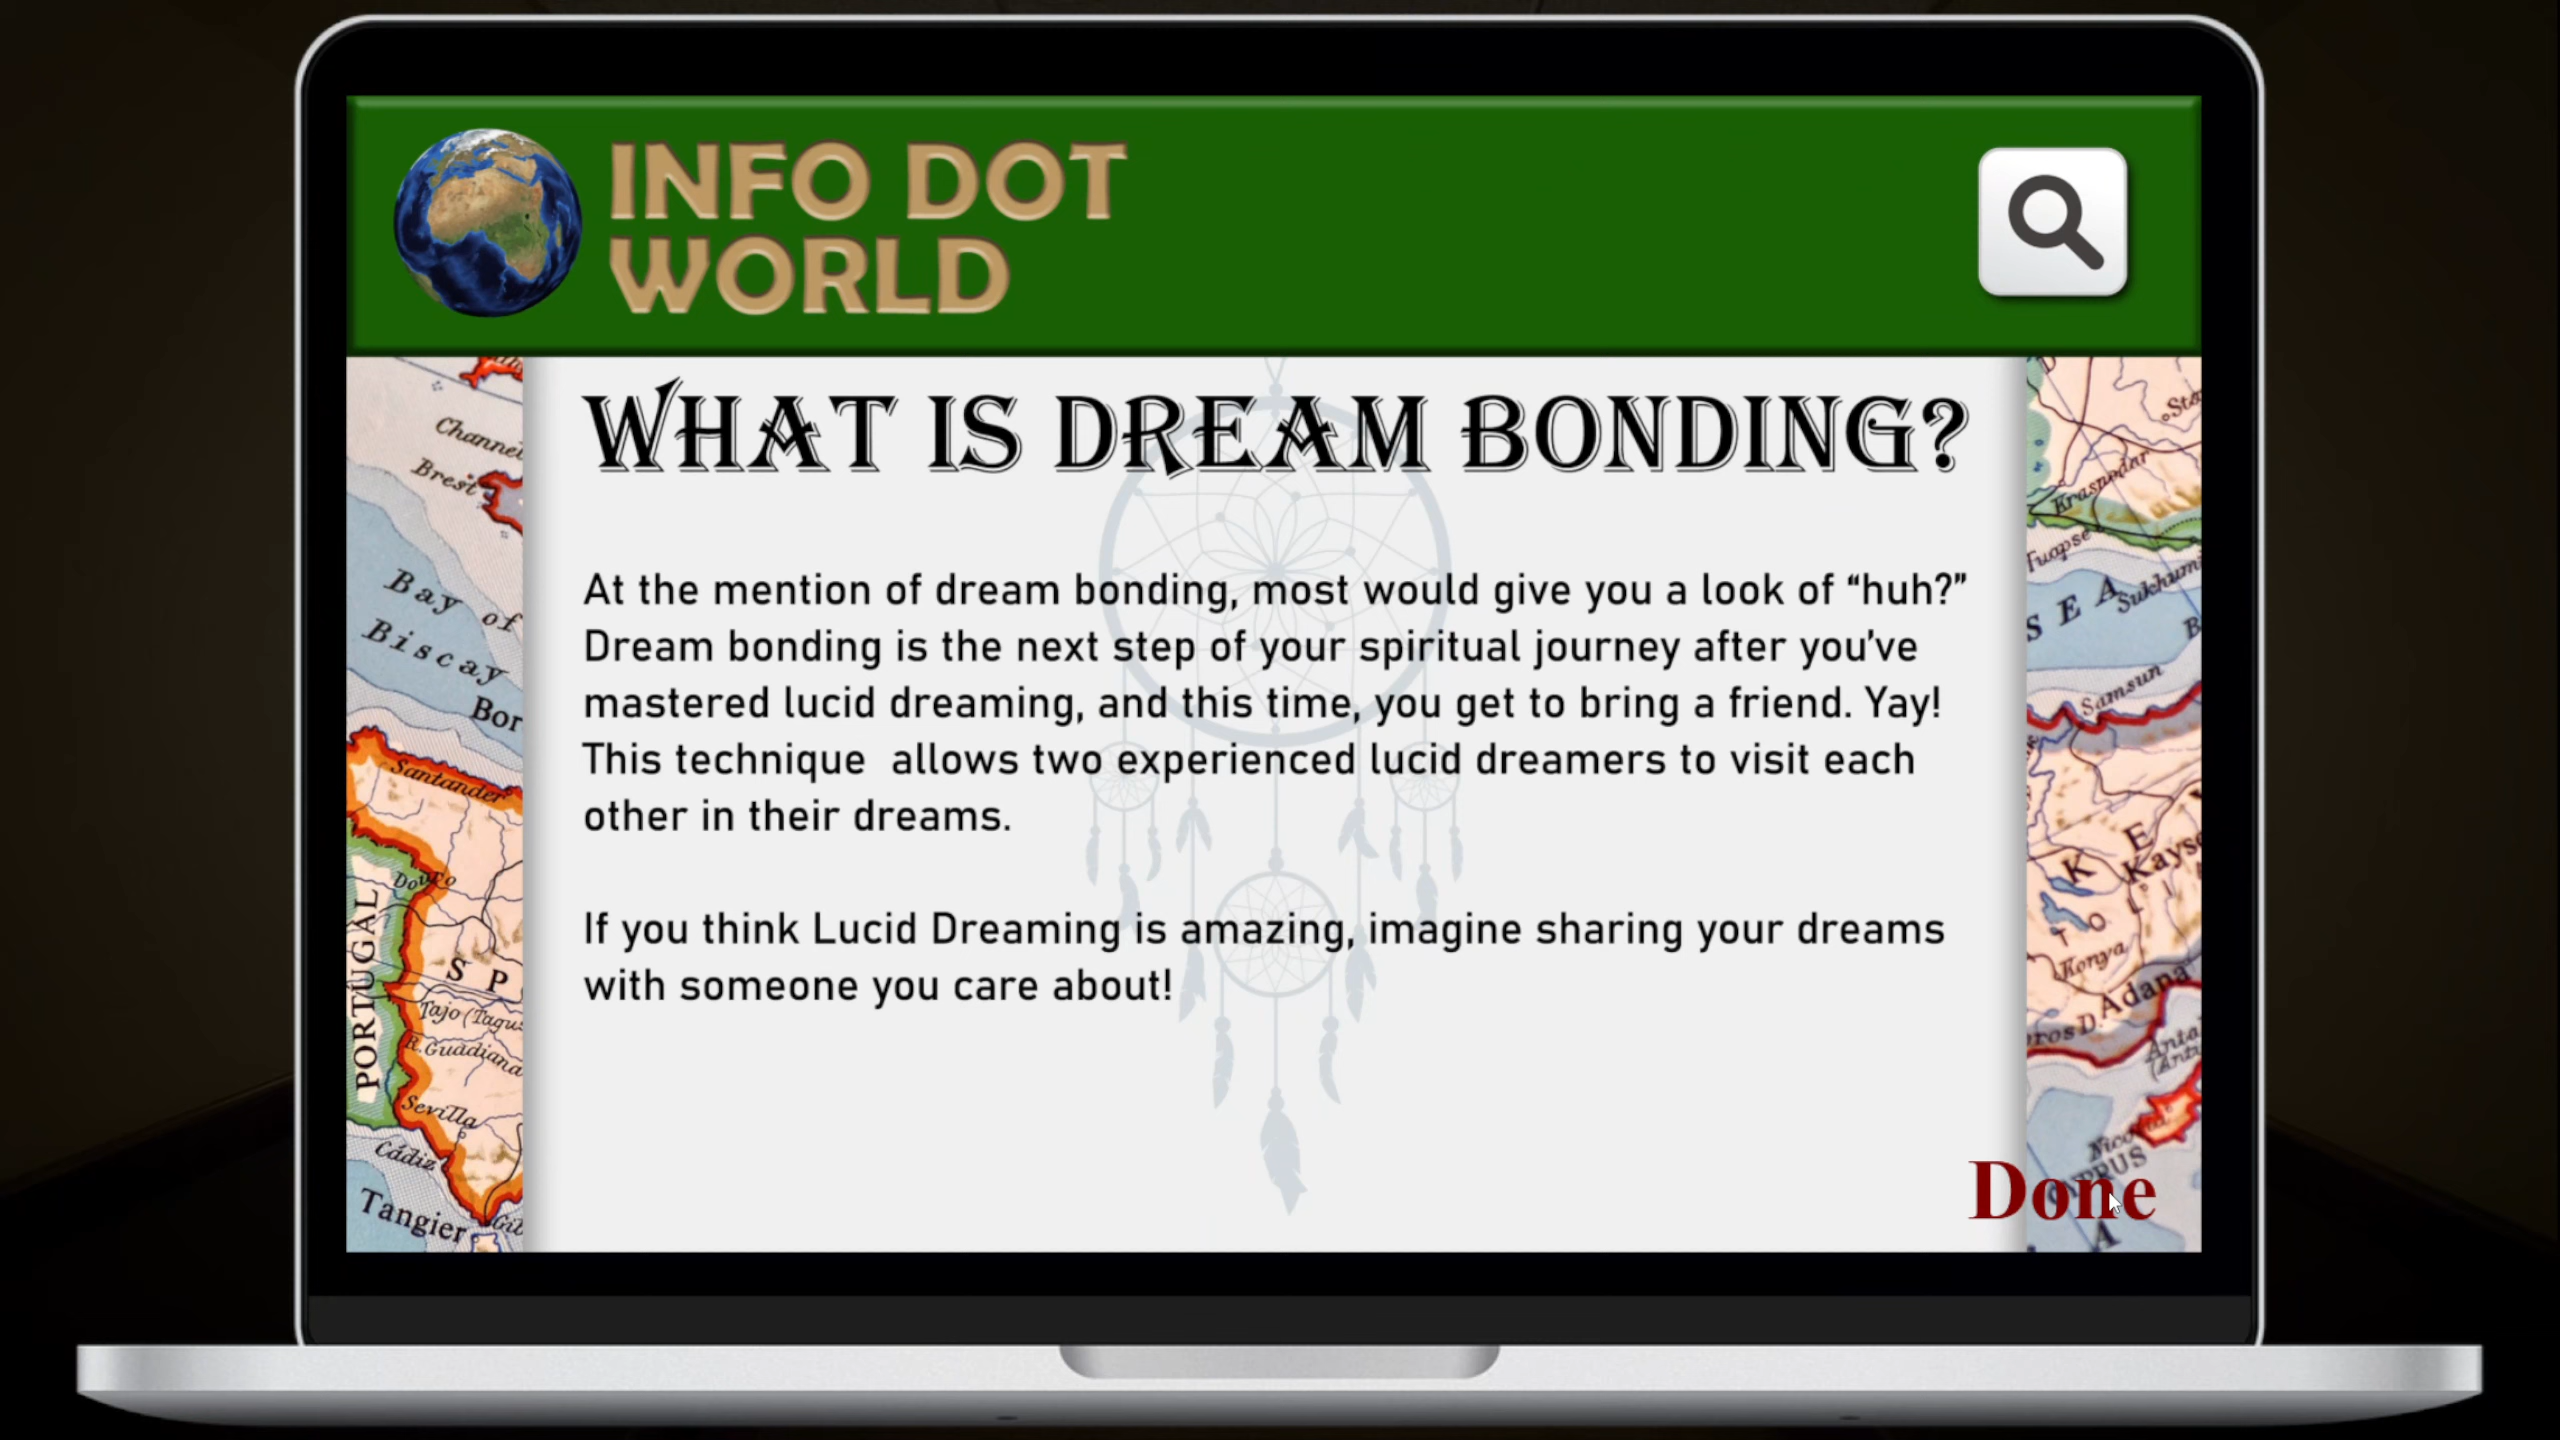 INFO DOT
WORLD
WHAT IS DREAM BONDING?
At the mention of dream bonding, most would give you a look of “huh?”
Dream bonding is the next step of your spiritual journey after you've
mastered lucid dreaming, and this time, you get to bring a friend. Yay!
This technique  allows two experienced lucid dreamers to visit each
other in their dreams.
If you think Lucid Dreaming is amazing, imagine sharing your dreams
with someone you care about!
Done
Channel
Brest
Bay of
Biscay
Bor
Santander
Douro
PORTUGAL
S P
Tajo (Tagus
R. Guadiana
Sevilla
Cádiz
Tangier
Gib
Tuapse
SEA
Sukhumi
Samsun
K E
Kays
Konya
Adana